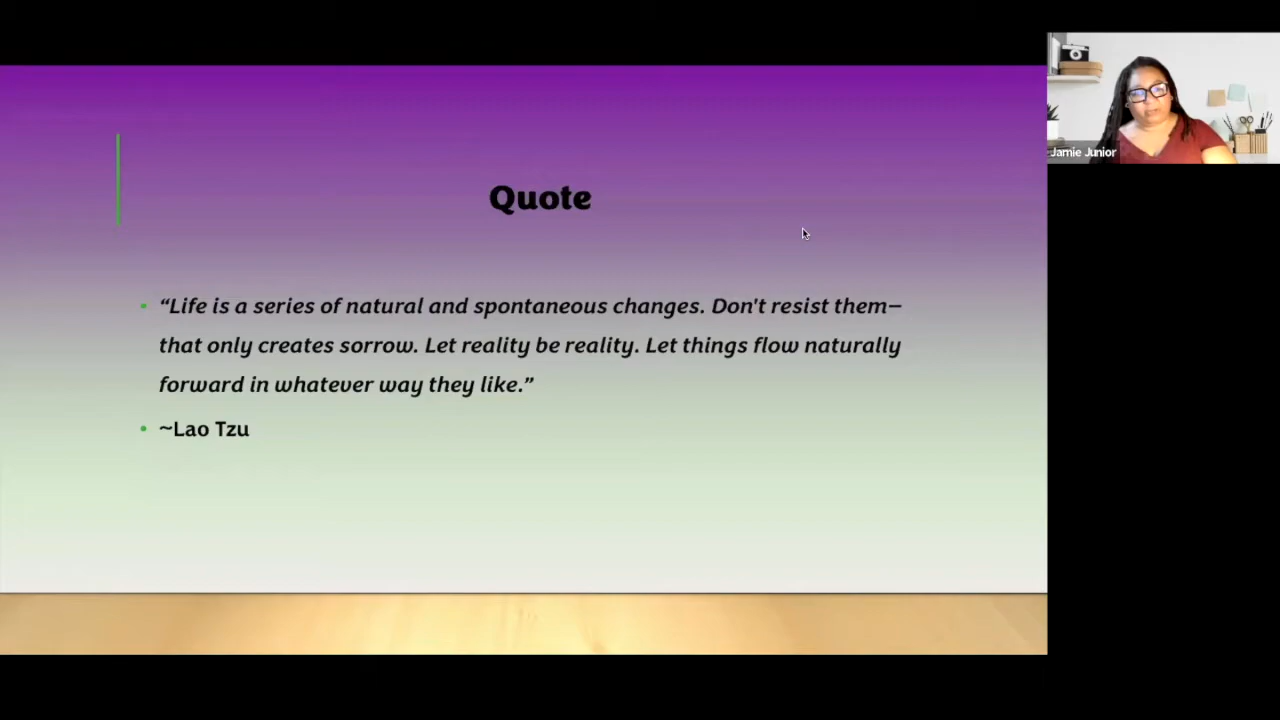 Quote
“Life is a series of natural and spontaneous changes. Don't resist them–
that only creates sorrow. Let reality be reality. Let things flow naturally
forward in whatever way they like.”
~Lao Tzu
Jamie Junior